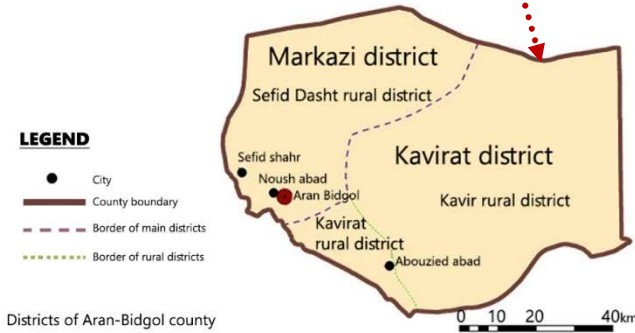 Markazi district
Sefid Dasht rural district
LEGEND
City
County boundary
Border of main districts
Border of rural districts
Sefid shahr
Noush abad
Aran Bidgol
Kavirat district
Kavir rural district
Kavirat
rural district
Abouzied abad
0 10 20 40km
Districts of Aran-Bidgol county